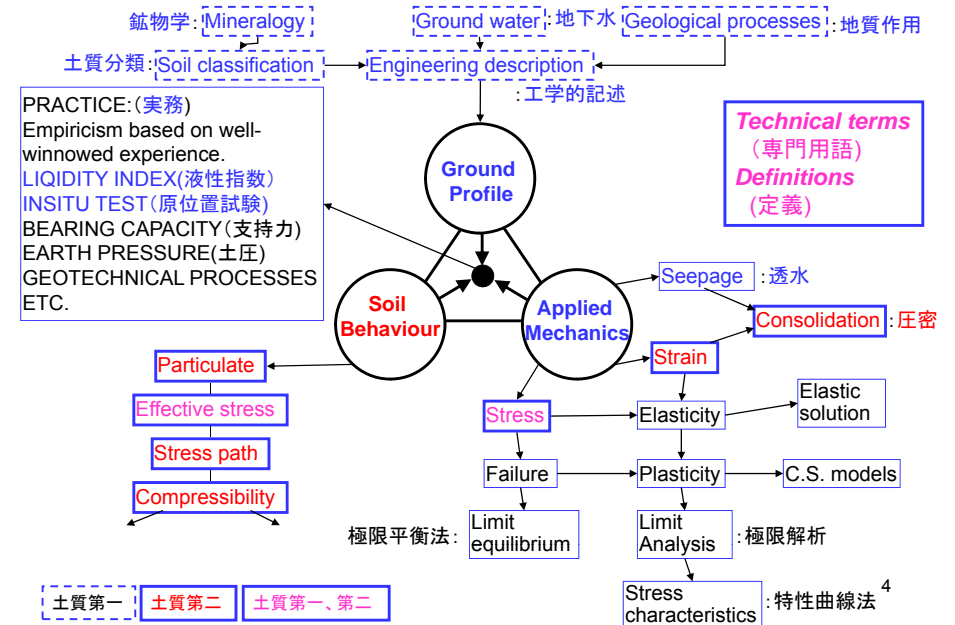 鉱物学: Mineralogy
Ground water :地下水
Geological processes :地質作用
土質分類: Soil classification
Engineering description
:工学的記述
PRACTICE:(実務)
Empiricism based on well-
winnowed experience.
LIQIDITY INDEX(液性指数)
INSITU TEST(原位置試験)
BEARING CAPACITY(支持力)
EARTH PRESSURE(土圧)
GEOTECHNICAL PROCESSES
ETC.
Technical terms
(専門用語)
Definitions
(定義)
Ground
Profile
Soil
Behaviour
Applied
Mechanics
Seepage :透水
Consolidation :圧密
Particulate
Effective stress
Stress path
Compressibility
Strain
Stress
Elasticity
Elastic
solution
Failure
Plasticity
C.S. models
極限平衡法: Limit
equilibrium
Limit
Analysis :極限解析
Stress
characteristics :特性曲線法
4
土質第一
土質第二
土質第一、第二